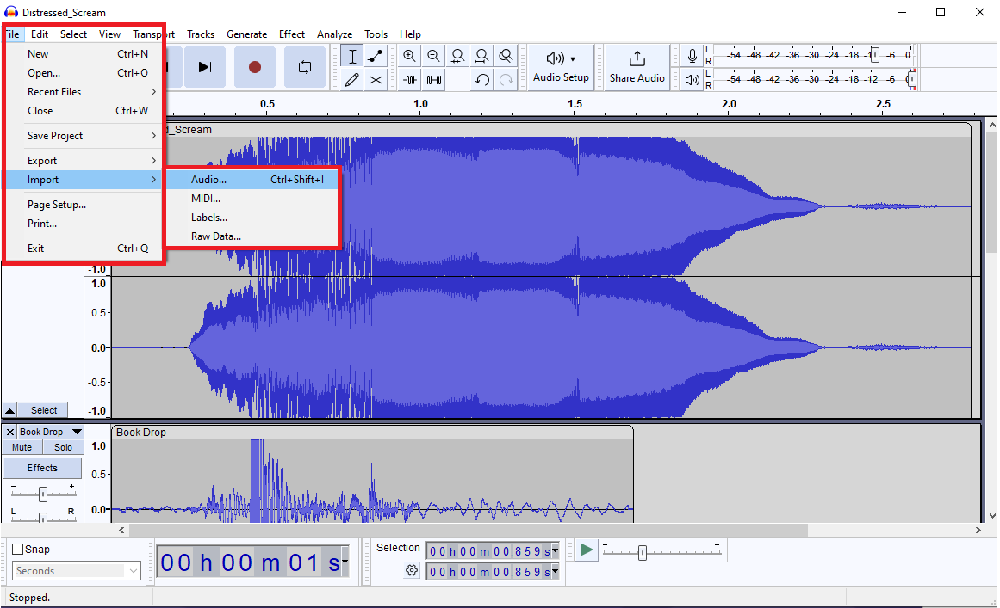 Distressed_Scream
File Edit Select View Transport Tracks Generate Effect Analyze Tools Help
New Ctrl+N
Open... Ctrl+O
Recent Files
Close Ctrl+W
Save Project
Export
Import
Page Setup...
Print...
Exit Ctrl+Q
Audio... Ctrl+Shift+I
MIDI...
Labels...
Raw Data...
Audio Setup
Share Audio
L
R
-54 -48 -42 -36 -30 -24 -18 -6 0
L
R
-54 -48 -42 -36 -30 -24 -18 -12 -6
0.5 1.0 1.5 2.0 2.5
d_Scream
-1.0
1.0
0.5-
0.0-
-0.5-
-1.0
Select
Book Drop
Book Drop
Mute Solo
Effects
- +
L R
1.0
0.5-
0.0-
Snap
Seconds
00 h 00 m 01 s
Selection
00 h 00 m 00.859 s
00 h 00 m 00.859 s
- +
Stopped.